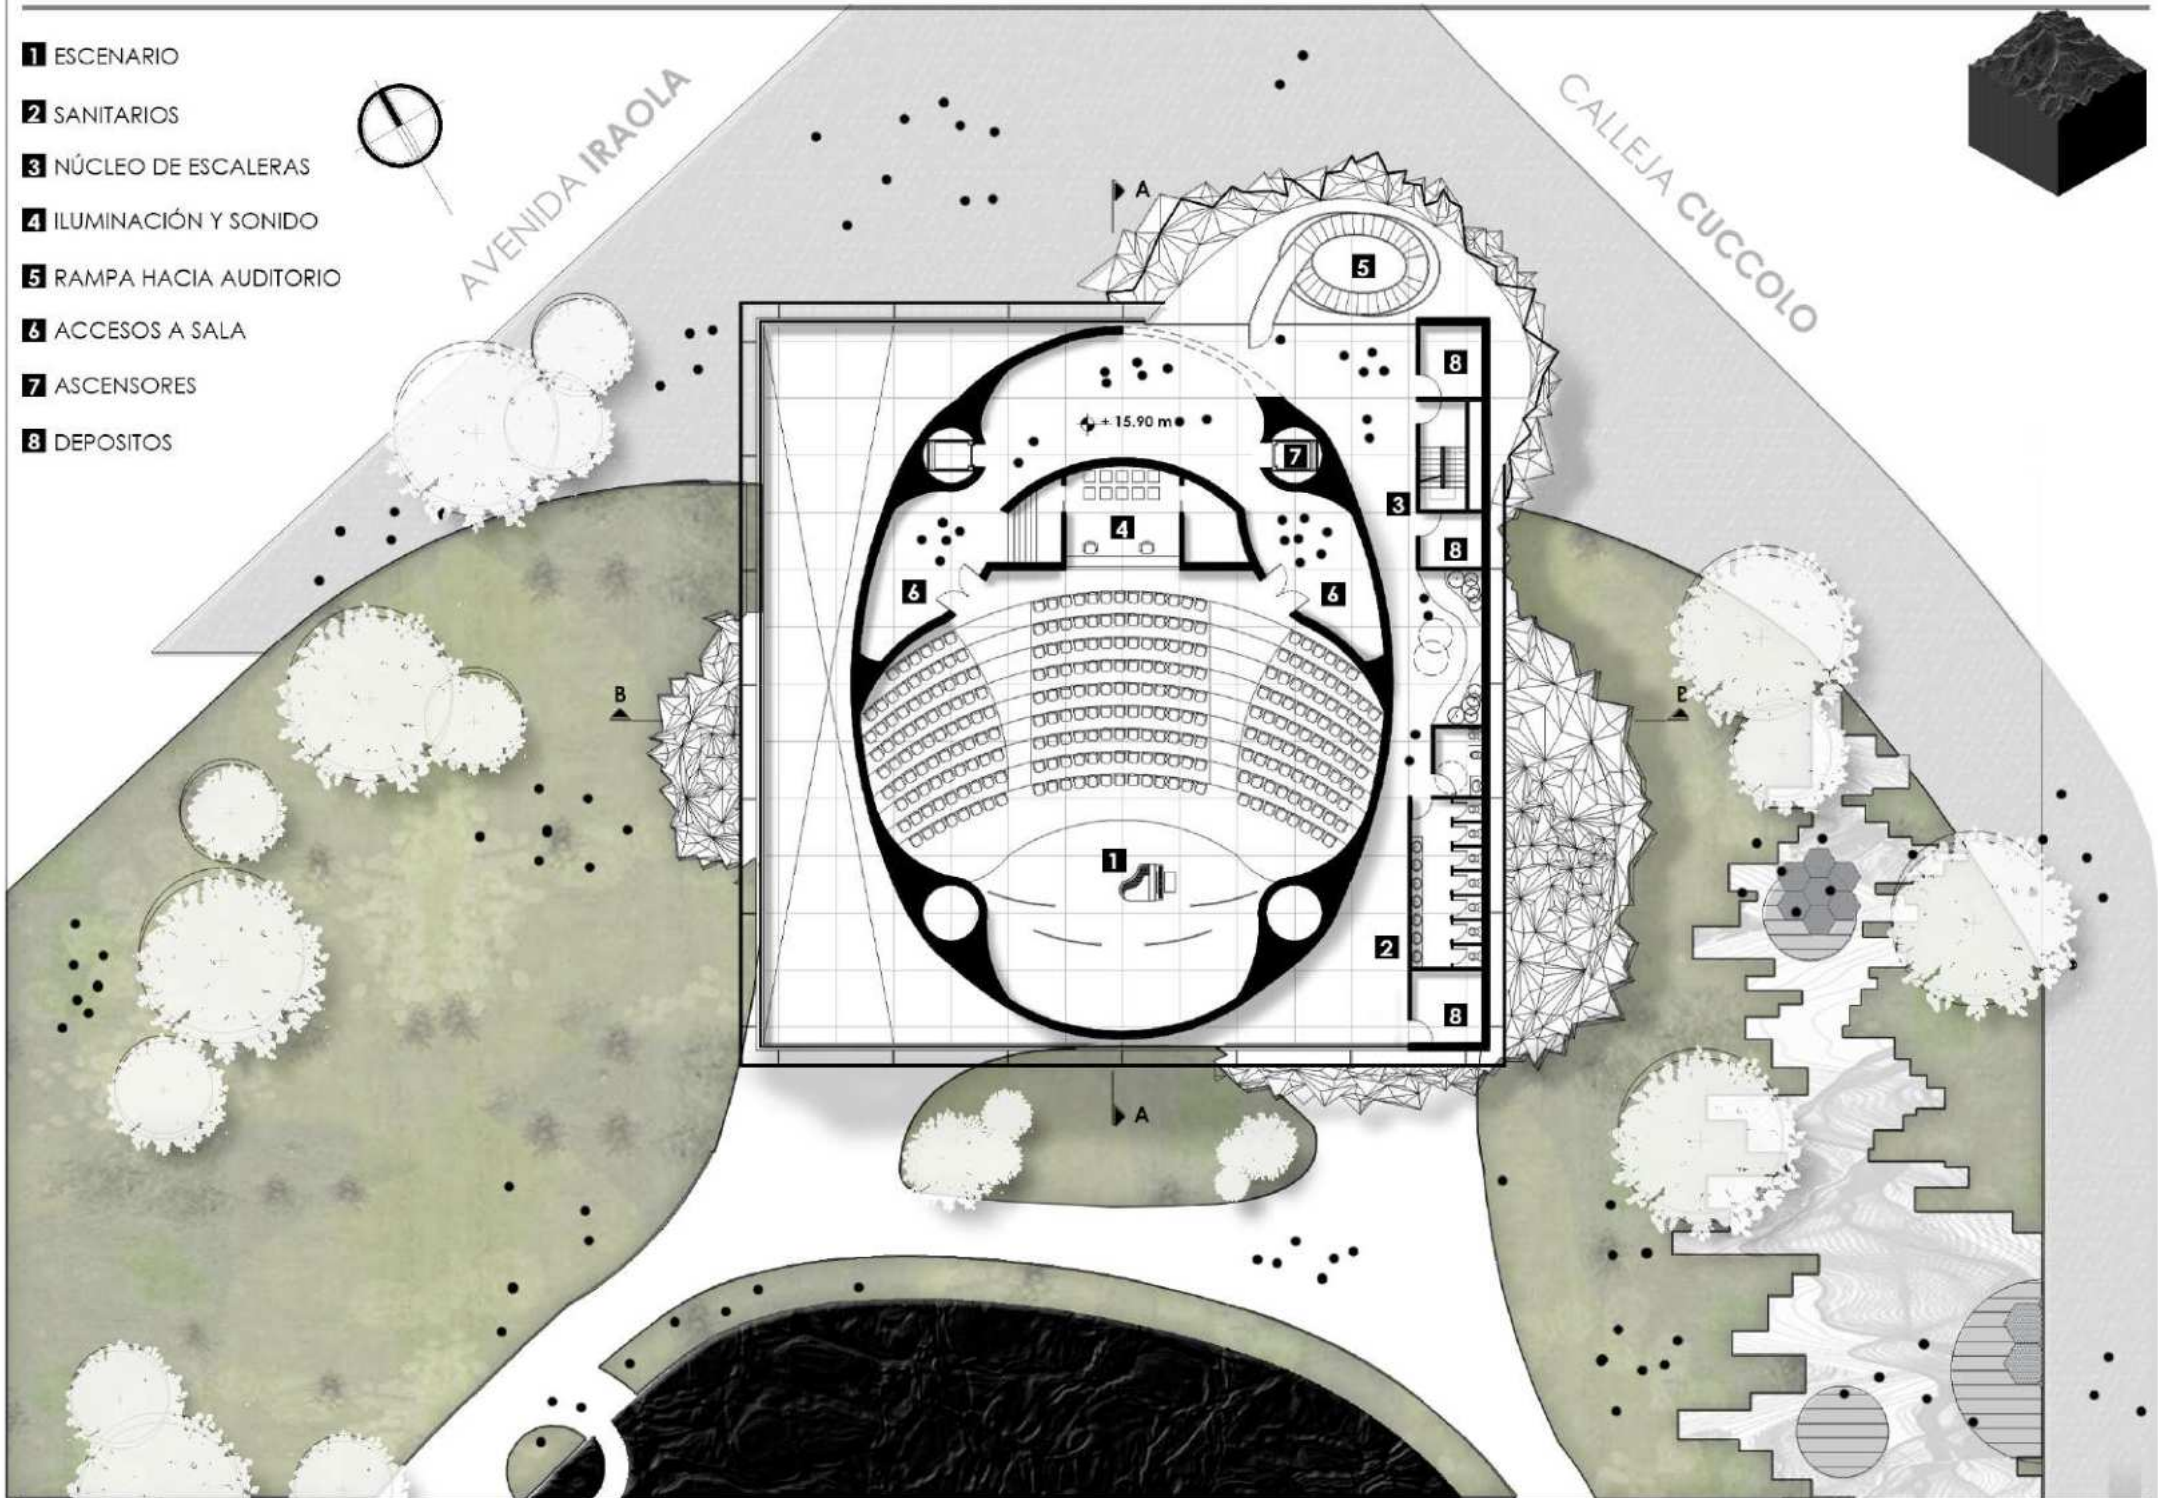 1 ESCENARIO
2 SANITARIOS
3 NÚCLEO DE ESCALERAS
4 ILUMINACIÓN Y SONIDO
5 RAMPA HACIA AUDITORIO
6 ACCESOS A SALA
7 ASCENSORES
8 DEPOSITOS
AVENIDA IRAOLA
CALLEJA CUCCOLO
A
5
8
+ 15.90 m
7
3
4
8
6
6
B
B
1
2
8
A